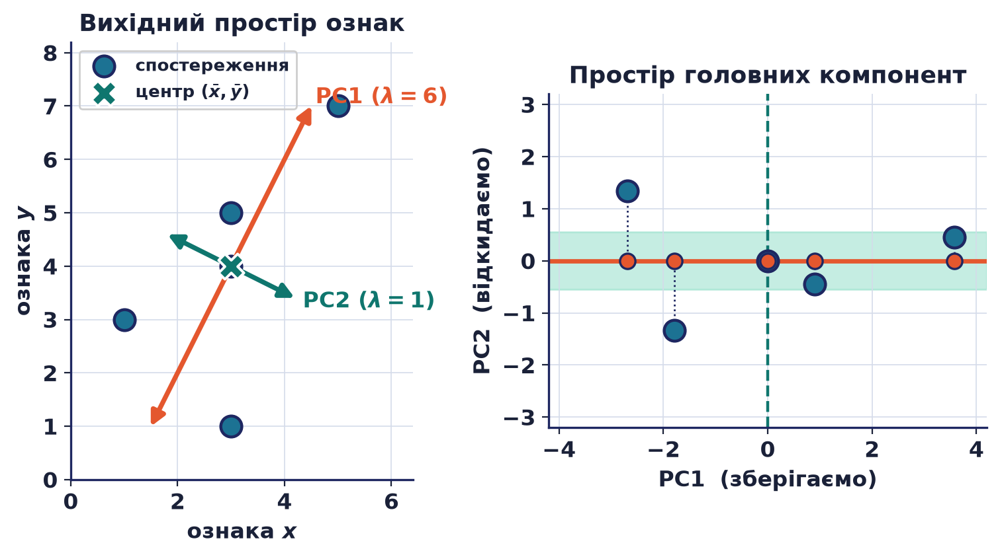 Вихідний простір ознак
8
7
6
5
4
3
2
1
0
0 2 4 6
ознака y
ознака x
спостереження
центр (x̄, ȳ)
PC1 (λ = 6)
PC2 (λ = 1)
Простір головних компонент
3
2
1
0
−1
−2
−3
−4 −2 0 2 4
PC2 (відкидаємо)
PC1 (зберігаємо)